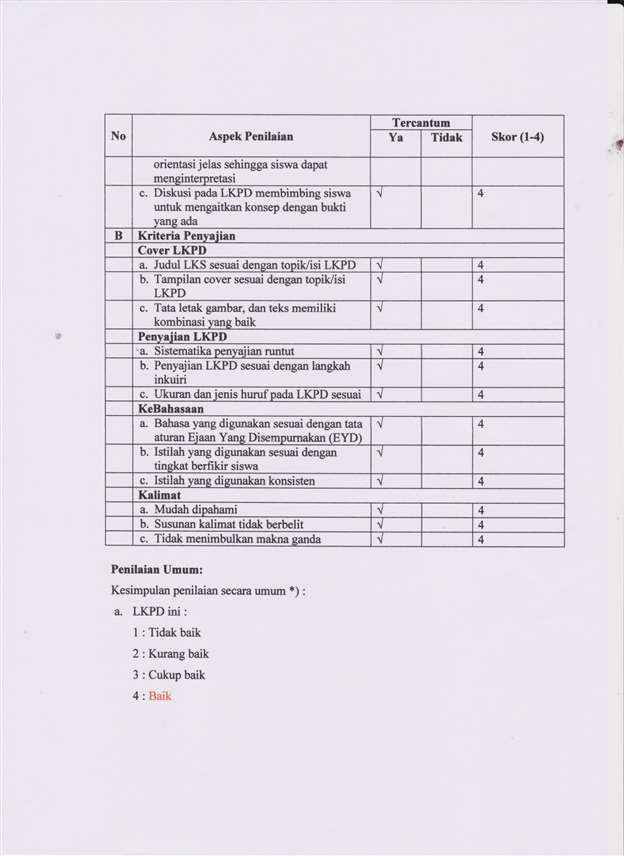 No Aspek Penilaian Tercantum Skor (1-4)
Ya Tidak
orientasi jelas sehingga siswa dapat
menginterpretasi
c. Diskusi pada LKPD membimbing siswa √ 4
untuk mengaitkan konsep dengan bukti
yang ada
B Kriteria Penyajian
Cover LKPD
a. Judul LKS sesuai dengan topik/isi LKPD √ 4
b. Tampilan cover sesuai dengan topik/isi √ 4
LKPD
c. Tata letak gambar, dan teks memiliki √ 4
kombinasi yang baik
Penyajian LKPD
a. Sistematika penyajian runtut √ 4
b. Penyajian LKPD sesuai dengan langkah √ 4
inkuiri
c. Ukuran dan jenis huruf pada LKPD sesuai √ 4
KeBahasaan
a. Bahasa yang digunakan sesuai dengan tata √ 4
aturan Ejaan Yang Disempurnakan (EYD)
b. Istilah yang digunakan sesuai dengan √ 4
tingkat berfikir siswa
c. Istilah yang digunakan konsisten √ 4
Kalimat
a. Mudah dipahami √ 4
b. Susunan kalimat tidak berbelit √ 4
c. Tidak menimbulkan makna ganda √ 4
Penilaian Umum:
Kesimpulan penilaian secara umum *) :
a. LKPD ini :
1 : Tidak baik
2 : Kurang baik
3 : Cukup baik
4 : Baik